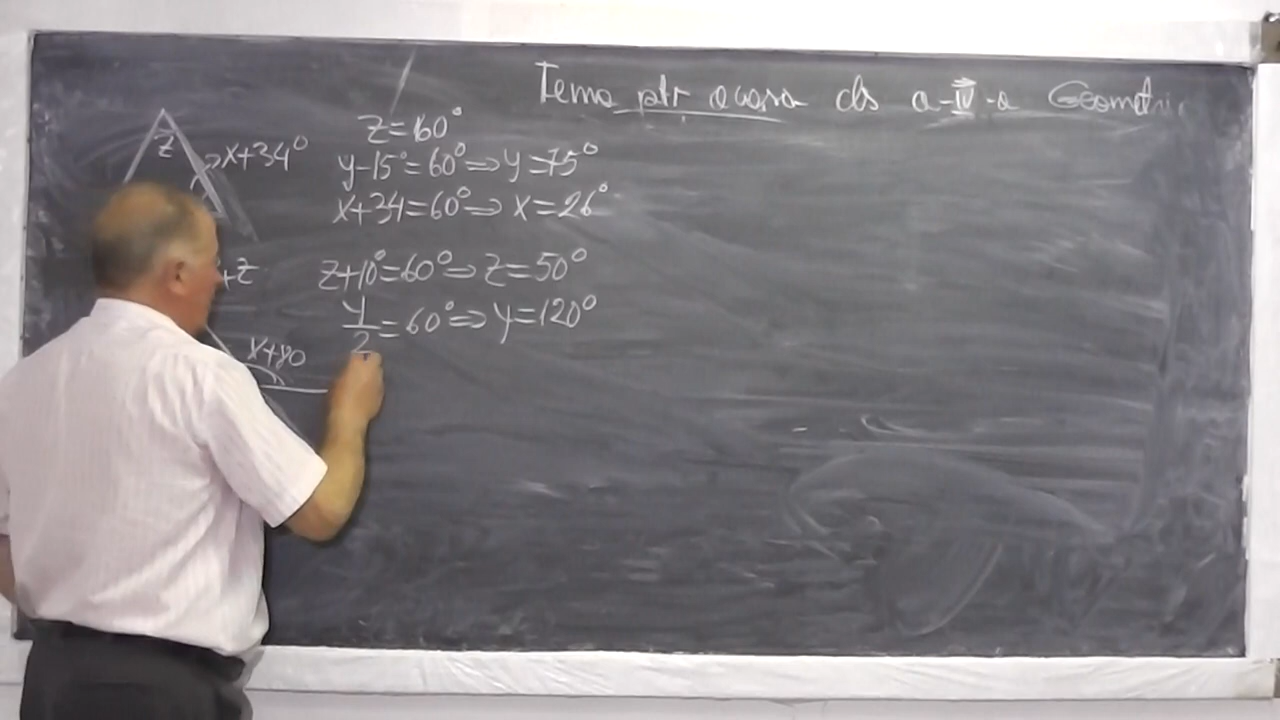 Tema ptr acasa cls a-IV-a Geometri
z
x+34°
z=60°
y-15°=60°⇒y=75°
x+34=60°⇒x=26°
+z
z+10°=60°⇒z=50°
y/2=60°⇒y=120°
x+80